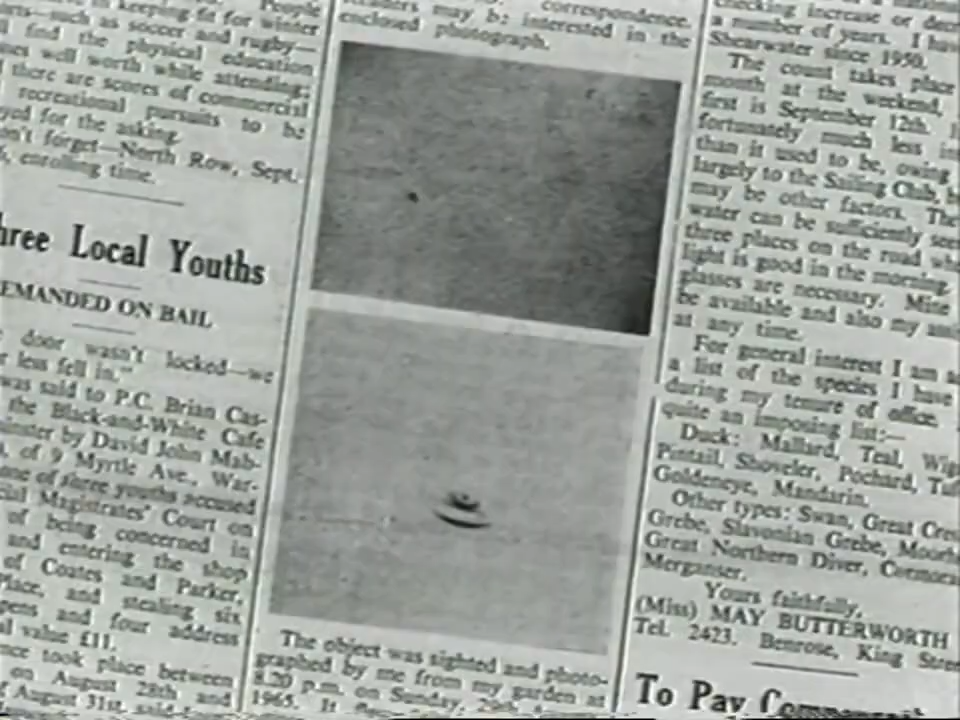 in keeping fit for winter
such as soccer and rugby—
find the physical education
well worth while attending;
there are scores of commercial
recreational pursuits to be
for the asking.
forget—North Row, Sept.
enrolling time.
Local Youths
ON BAIL
door wasn't locked—we
less fell in."
was said to P.C. Brian Cas-
the Black-and-White Cafe
by David John Mab-
of 9 Myrtle Ave., War-
one of three youths accused
Magistrates' Court on
of being concerned in
and entering the shop
of Coates and Parker,
Place, and stealing six
pens and four address
value £11.
took place between
on August 28th and
August 31st,
correspondence.
may be interested in the
enclosed photograph.
The object was sighted and photo-
graphed by me from my garden at
8.20 p.m. on Sunday, 29th
1965. It
checking increase or
a number of years. I
Shearwater since 1950.
The count takes place
month at the weekend,
first is September 12th.
fortunately much less
than it used to be, owing
largely to the Sailing Club,
may be other factors.
water can be sufficiently
three places on the road
light is good in the morning.
glasses are necessary. Mine
be available and also my
at any time.
For general interest I am
a list of the species I have
during my tenure of office.
quite an imposing list:—
Duck: Mallard, Teal,
Pintail, Shoveler, Pochard,
Goldeneye, Mandarin.
Other types: Swan, Great
Grebe, Slavonian Grebe,
Great Northern Diver,
Merganser.
Yours faithfully,
(Miss) MAY BUTTERWORTH
Tel. 2423. Benrose, King
To Pay